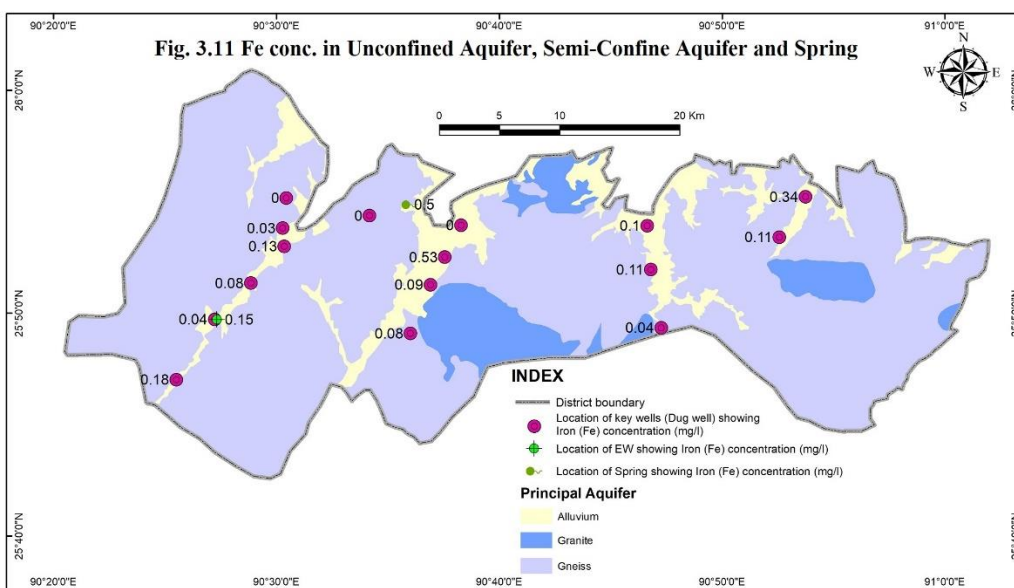 90°20'0"E 90°30'0"E 90°40'0"E 90°50'0"E 91°0'0"E
Fig. 3.11 Fe conc. in Unconfined Aquifer, Semi-Confine Aquifer and Spring
N
W E
S
26°0'0"N
0 5 10 20 Km
0
0
0.5
0
0.34
0.03
0.1
0.13
0.11
0.53
0.11
0.08
0.09
25°50'0"N
0.04 0.15
0.08
0.04
0.18
INDEX
District boundary
Location of key wells (Dug well) showing
Iron (Fe) concentration (mg/l)
Location of EW showing Iron (Fe) concentration (mg/l)
Location of Spring showing Iron (Fe) concentration (mg/l)
Principal Aquifer
Alluvium
Granite
Gneiss
25°40'0"N
90°20'0"E 90°30'0"E 90°40'0"E 90°50'0"E 91°0'0"E